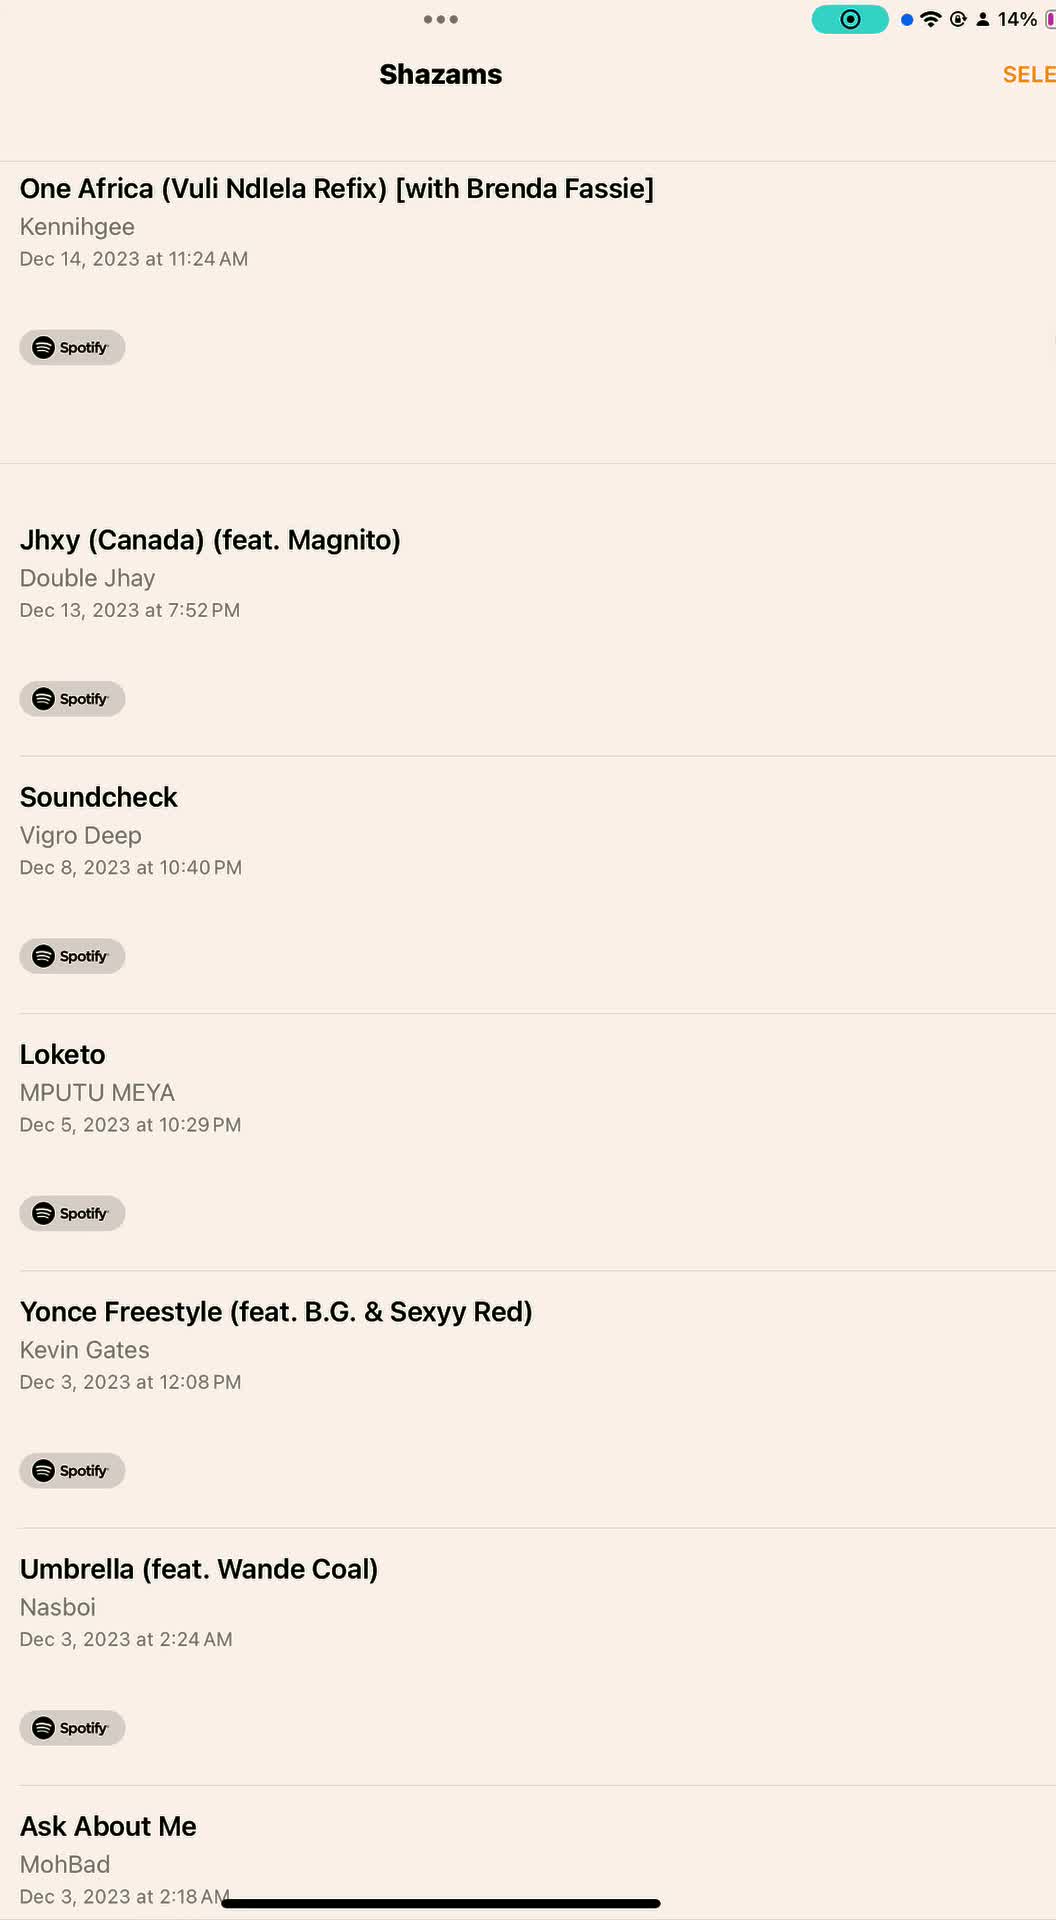 14%
Shazams
SELE
One Africa (Vuli Ndlela Refix) [with Brenda Fassie]
Kennihgee
Dec 14, 2023 at 11:24 AM
Spotify
Jhxy (Canada) (feat. Magnito)
Double Jhay
Dec 13, 2023 at 7:52 PM
Spotify
Soundcheck
Vigro Deep
Dec 8, 2023 at 10:40 PM
Spotify
Loketo
MPUTU MEYA
Dec 5, 2023 at 10:29 PM
Spotify
Yonce Freestyle (feat. B.G. & Sexyy Red)
Kevin Gates
Dec 3, 2023 at 12:08 PM
Spotify
Umbrella (feat. Wande Coal)
Nasboi
Dec 3, 2023 at 2:24 AM
Spotify
Ask About Me
MohBad
Dec 3, 2023 at 2:18 AM